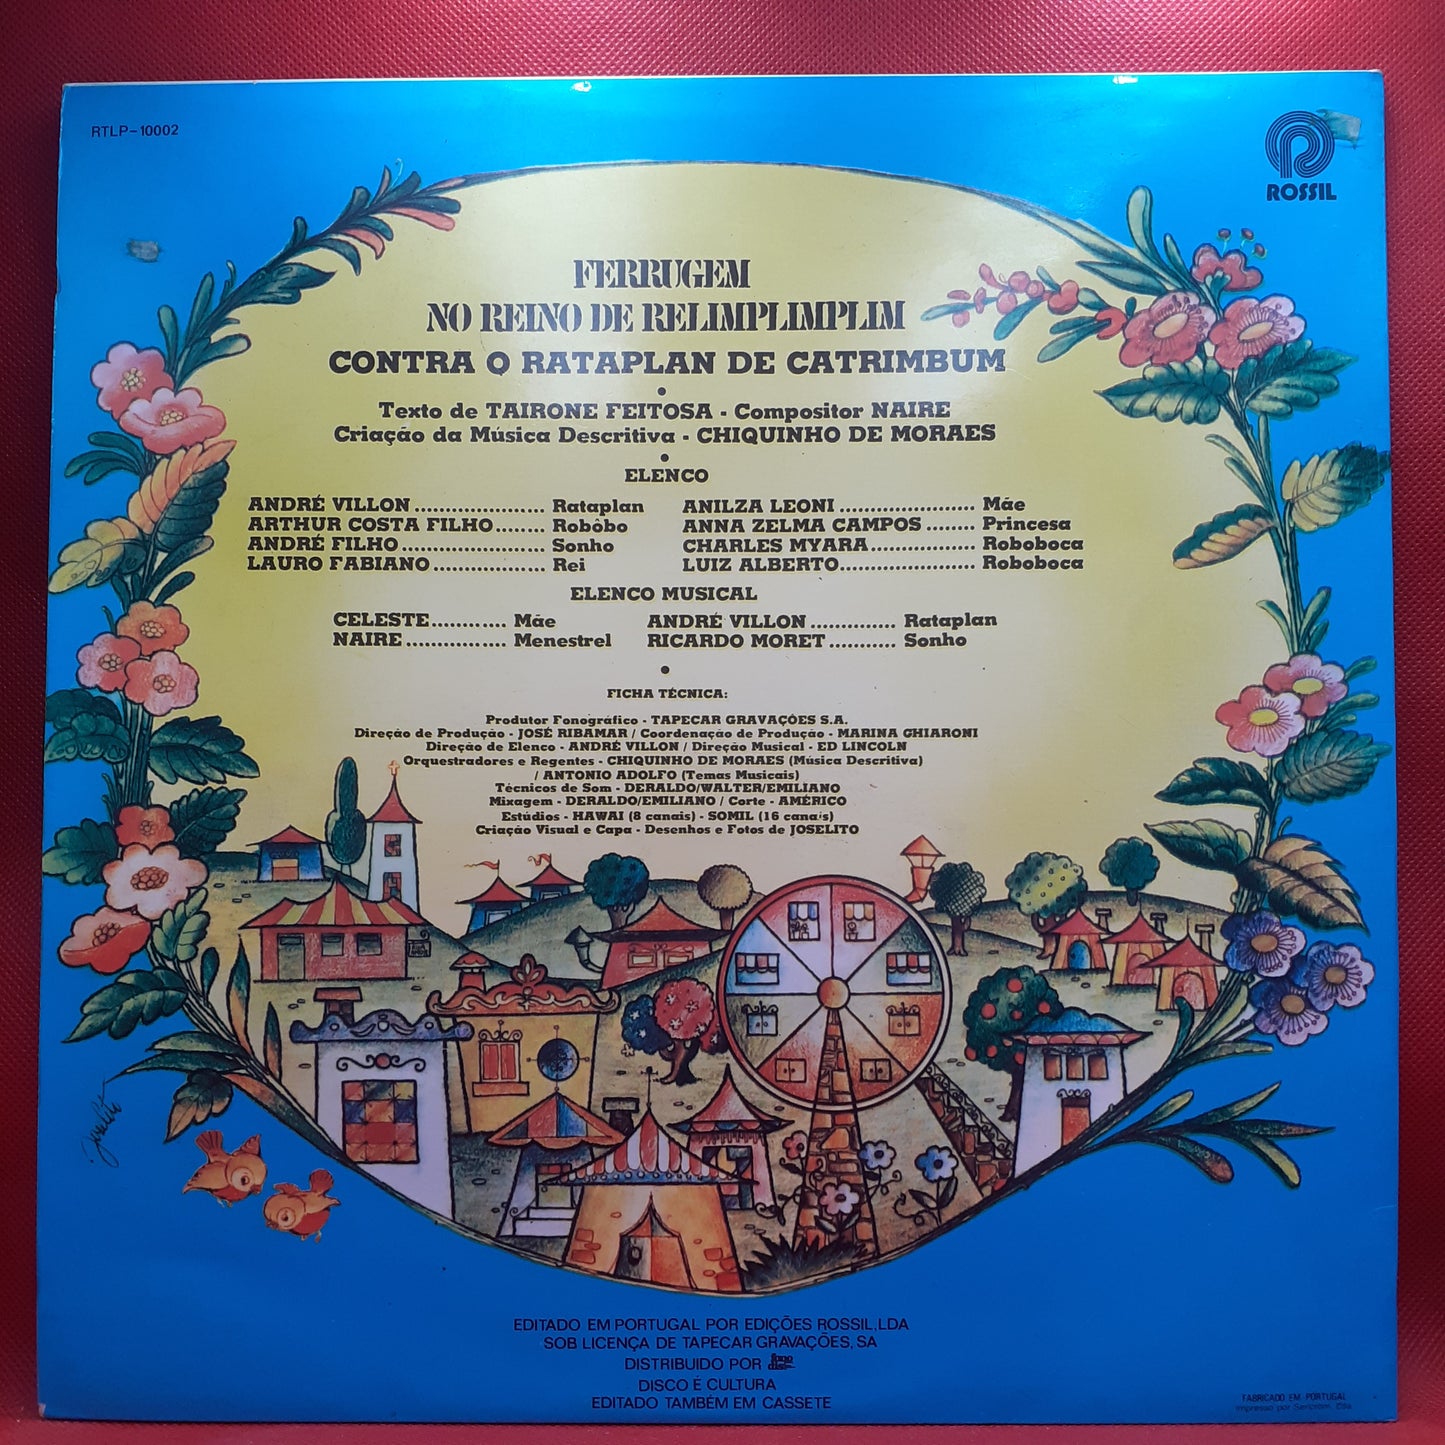 RTLP-10002
ROSSIL
FERRUGEM
NO REINO DE RELIMPLIMPLIM
CONTRA O RATAPLAN DE CATRIMBUM
Texto de TAIRONE FEITOSA - Compositor NAIRE
Criação da Música Descritiva - CHIQUINHO DE MORAES
ELENCO
ANDRÉ VILLON ..................... Rataplan ANILZA LEONI ....................... Mãe
ARTHUR COSTA FILHO ........ Robôbo ANNA ZELMA CAMPOS ........ Princesa
ANDRÉ FILHO ....................... Sonho CHARLES MYARA ................. Roboboca
LAURO FABIANO ................... Rei LUIZ ALBERTO ....................... Roboboca
ELENCO MUSICAL
CELESTE ............ Mãe ANDRÉ VILLON .............. Rataplan
NAIRE ................. Menestrel RICARDO MORET ........... Sonho
FICHA TÉCNICA:
Produtor Fonográfico - TAPECAR GRAVAÇÕES S.A.
Direção de Produção - JOSÉ RIBAMAR / Coordenação de Produção - MARINA GHIARONI
Direção de Elenco - ANDRÉ VILLON / Direção Musical - ED LINCOLN
Orquestradores e Regentes - CHIQUINHO DE MORAES (Música Descritiva)
/ ANTONIO ADOLFO (Temas Musicais)
Técnicos de Som - DERALDO/WALTER/EMILIANO
Mixagem - DERALDO/EMILIANO / Corte - AMÉRICO
Estúdios - HAWAI (8 canais) - SOMIL (16 canais)
Criação Visual e Capa - Desenhos e Fotos de JOSELITO
Joselito
EDITADO EM PORTUGAL POR EDIÇÕES ROSSIL, LDA
SOB LICENÇA DE TAPECAR GRAVAÇÕES, SA
DISTRIBUIDO POR fono disc
DISCO É CULTURA
EDITADO TAMBÉM EM CASSETE
FABRICADO EM PORTUGAL
Impresso por Sericrom, Lda.